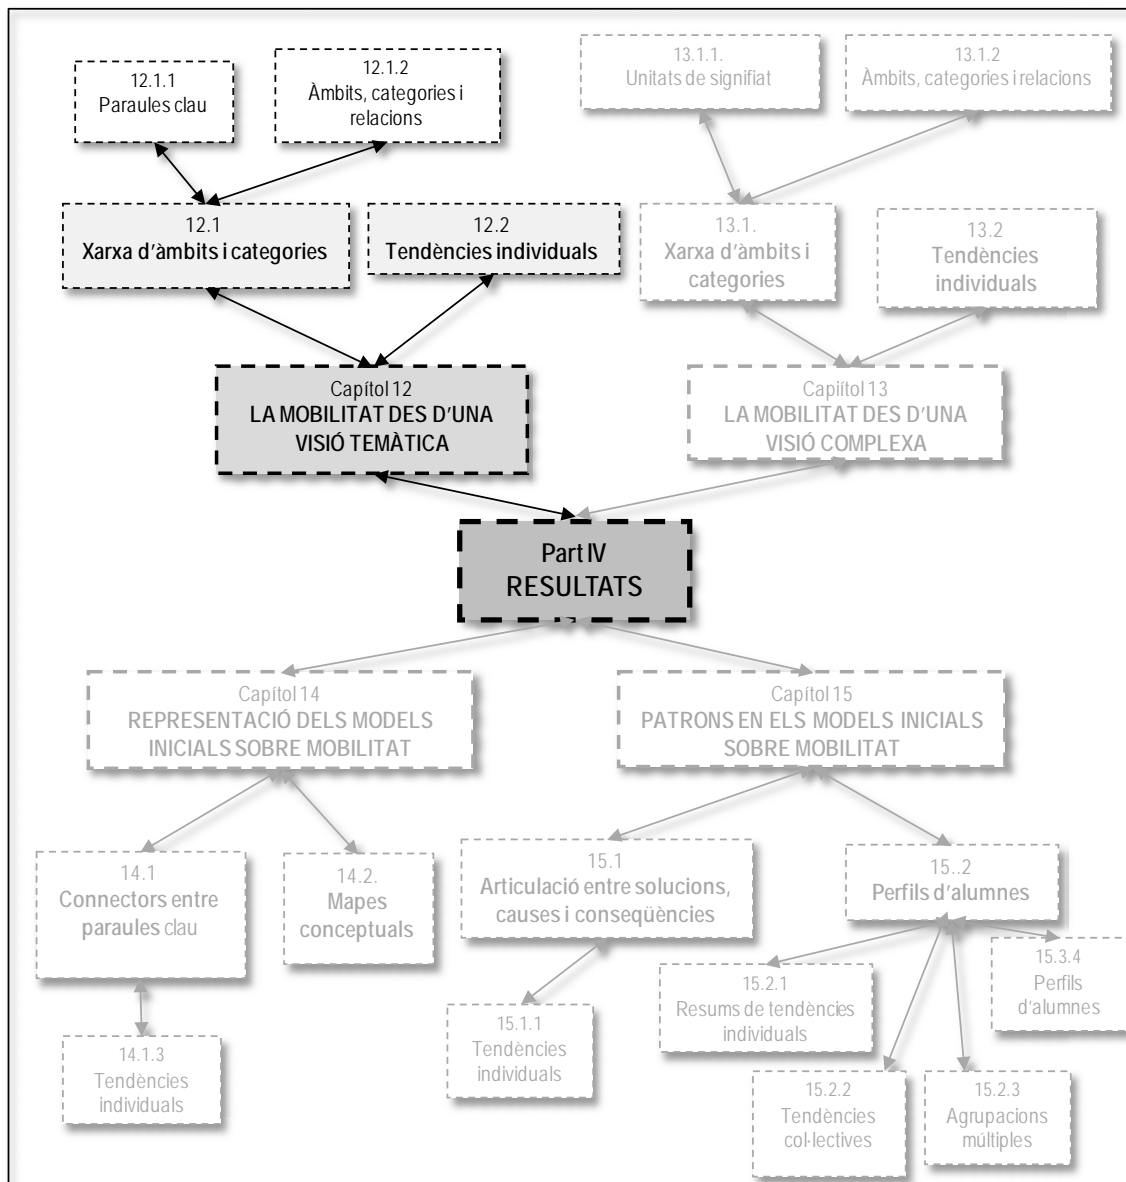 12.1.1
Paraules clau
12.1.2
Àmbits, categories i
relacions
13.1.1.
Unitats de signifiat
13.1.2
Àmbits, categories i relacions
12.1
Xarxa d'àmbits i categories
12.2
Tendències individuals
13.1.
Xarxa d'àmbits i
categories
13.2
Tendències
individuals
Capítol 12
LA MOBILITAT DES D'UNA
VISIÓ TEMÀTICA
Capítol 13
LA MOBILITAT DES D'UNA
VISIÓ COMPLEXA
Part IV
RESULTATS
Capítol 14
REPRESENTACIÓ DELS MODELS
INICIALS SOBRE MOBILITAT
Capítol 15
PATRONS EN ELS MODELS INICIALS
SOBRE MOBILITAT
14.1
Connectors entre
paraules clau
14.2.
Mapes
conceptuals
15.1
Articulació entre solucions,
causes i conseqüències
15..2
Perfils d'alumnes
14.1.3
Tendències
individuals
15.1.1
Tendències
individuals
15.2.1
Resums de tendències
individuals
15.3.4
Perfils
d'alumnes
15.2.2
Tendències
col·lectives
15.2.3
Agrupacions
múltiples